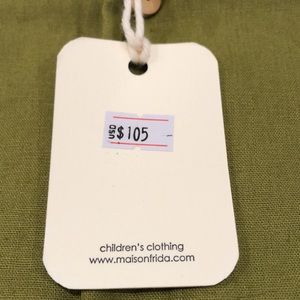 USD $105
children's clothing
www.maisonfrida.com